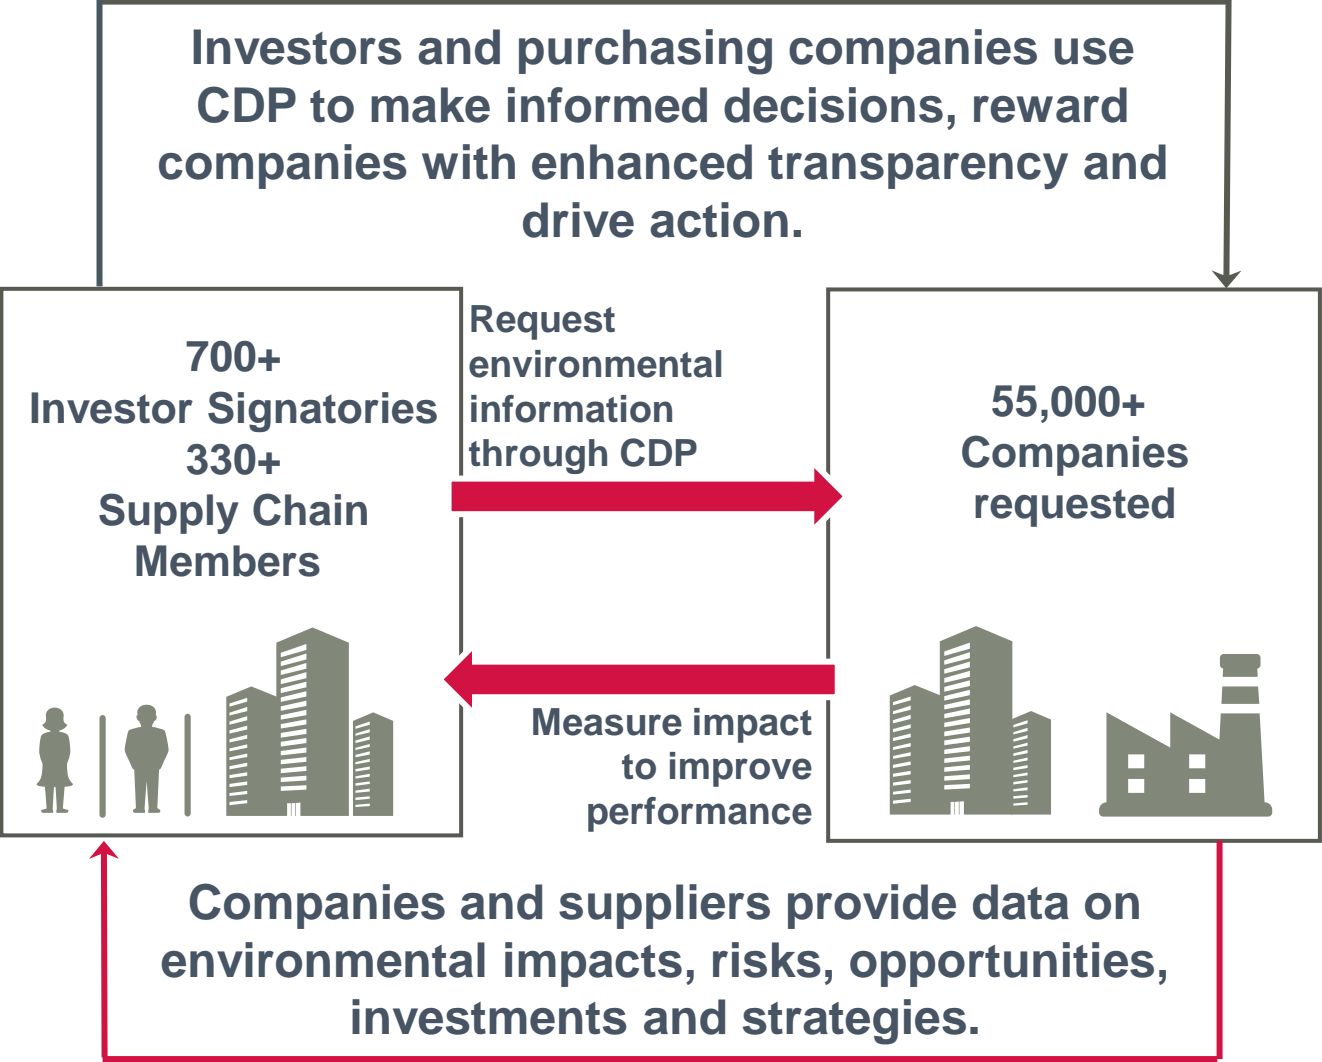 Investors and purchasing companies use
CDP to make informed decisions, reward
companies with enhanced transparency and
drive action.
700+
Investor Signatories
330+
Supply Chain
Members
Request
environmental
information
through CDP
55,000+
Companies
requested
Measure impact
to improve
performance
Companies and suppliers provide data on
environmental impacts, risks, opportunities,
investments and strategies.